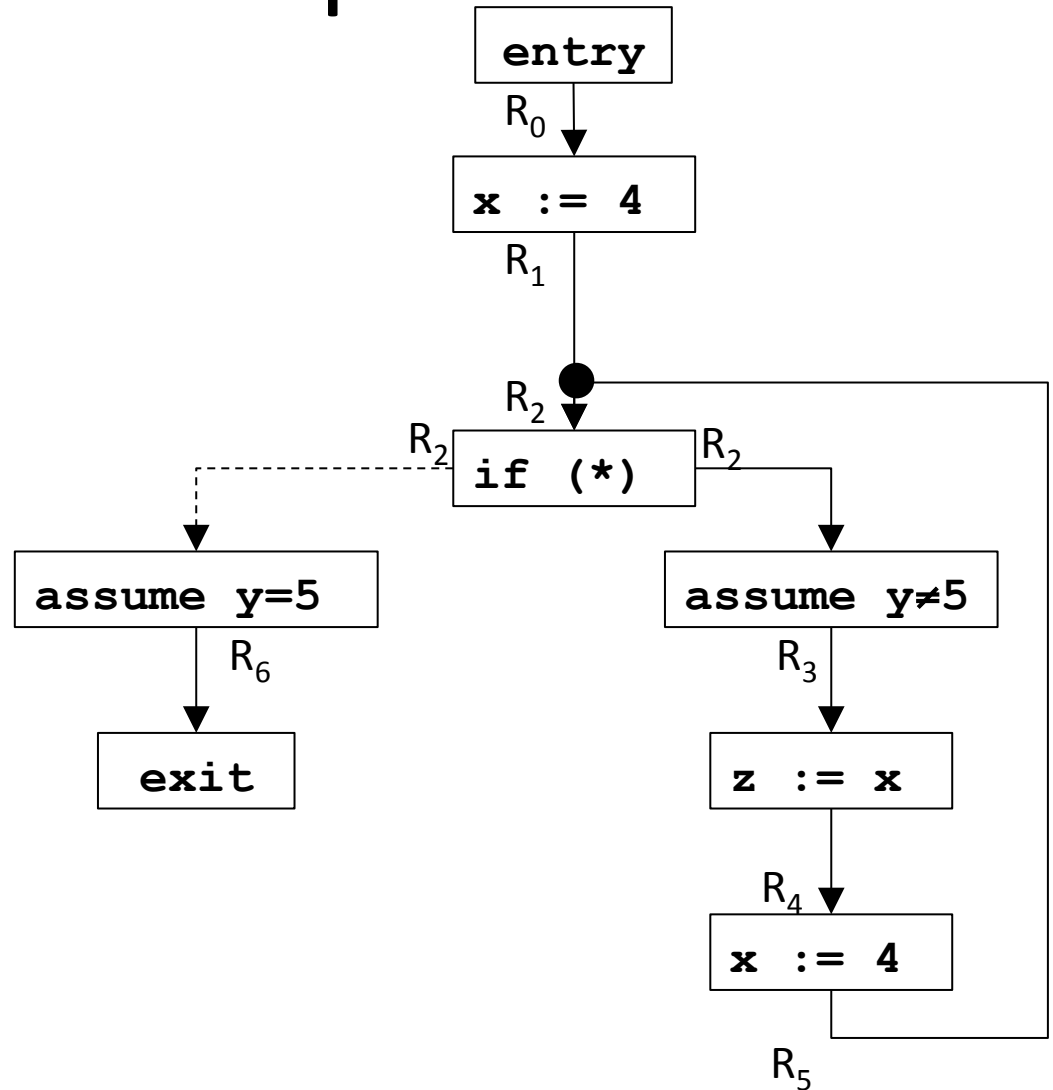 entry
R0
x := 4
R1
R2
R2
if (*)
R2
assume y=5
assume y≠5
R6
R3
exit
z := x
R4
x := 4
R5